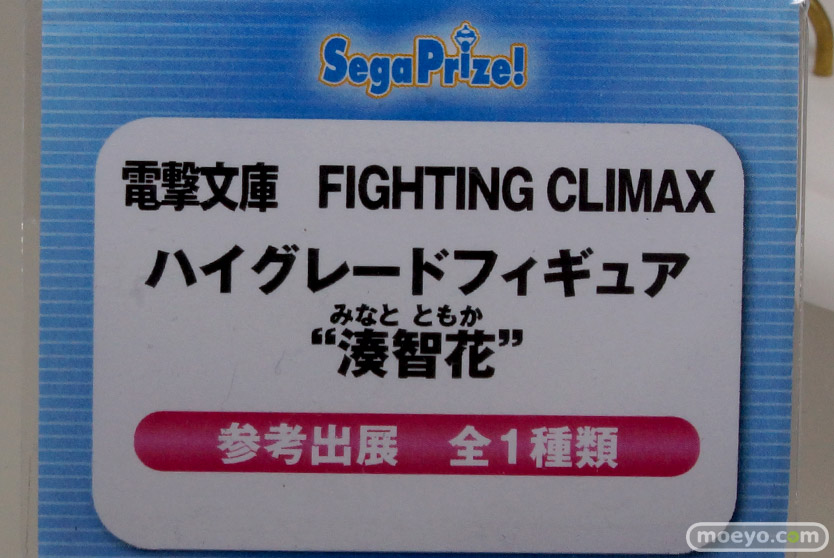 SegaPrize!
電撃文庫 FIGHTING CLIMAX
ハイグレードフィギュア
みなと ともか
“湊智花”
参考出展 全1種類
moeyo.com